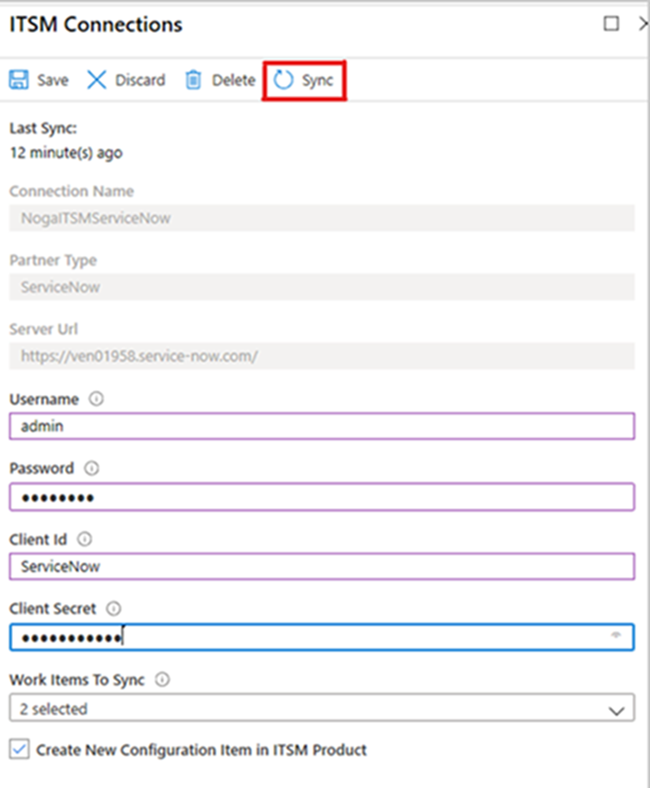 ITSM Connections
Save Discard Delete Sync
Last Sync:
12 minute(s) ago
Connection Name
NogaITSMServiceNow
Partner Type
ServiceNow
Server Url
https://ven01958.service-now.com/
Username
admin
Password
••••••••
Client Id
ServiceNow
Client Secret
•••••••••••
Work Items To Sync
2 selected
Create New Configuration Item in ITSM Product